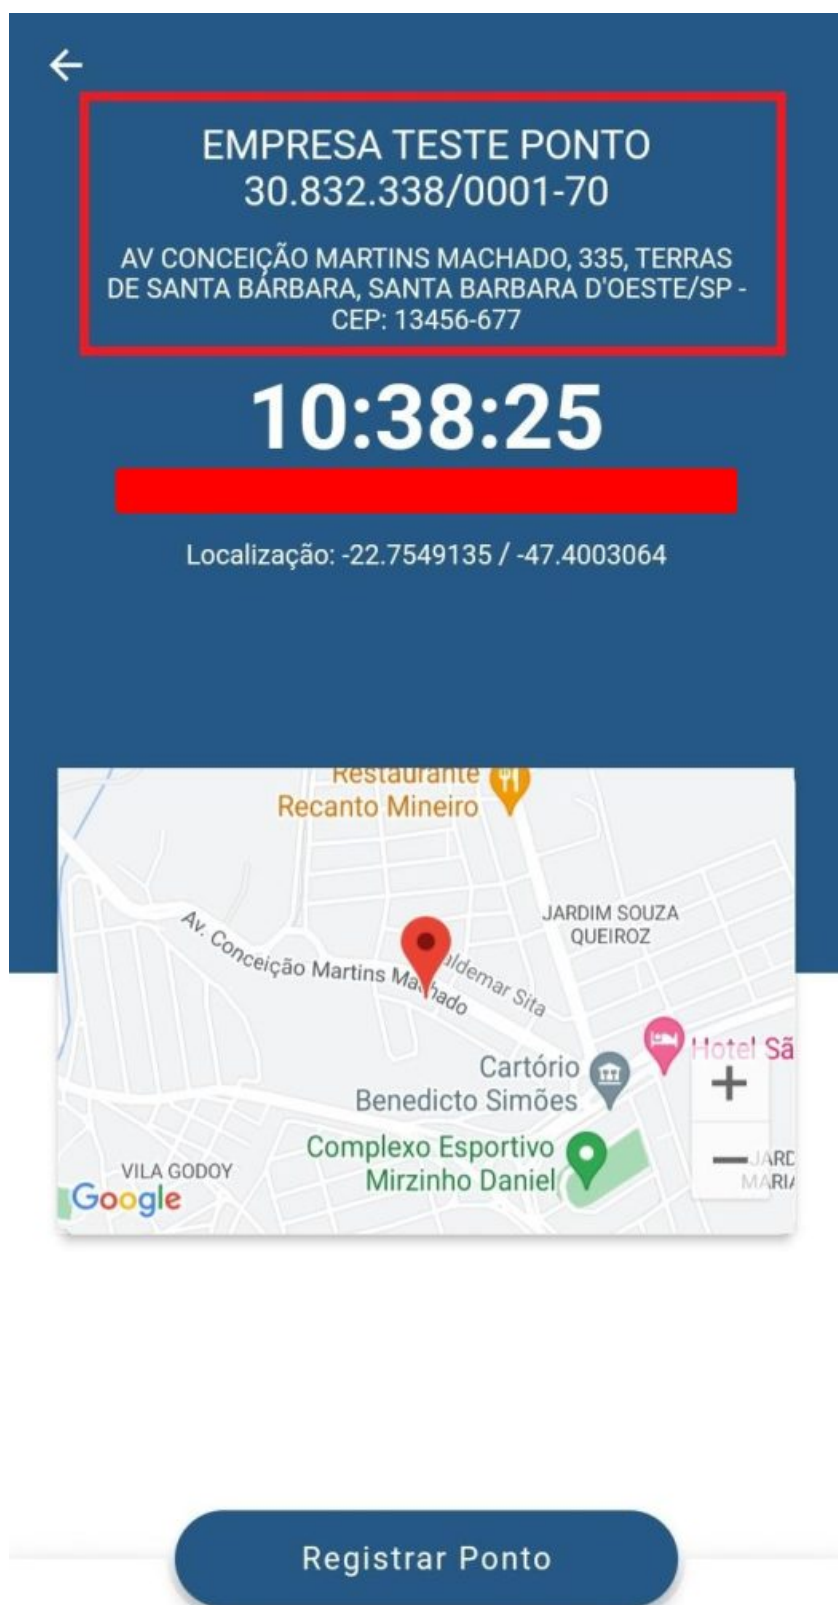 EMPRESA TESTE PONTO
30.832.338/0001-70
AV CONCEIÇÃO MARTINS MACHADO, 335, TERRAS
DE SANTA BÁRBARA, SANTA BARBARA D'OESTE/SP -
CEP: 13456-677
10:38:25
Localização: -22.7549135 / -47.4003064
Restaurante
Recanto Mineiro
JARDIM SOUZA
QUEIROZ
Av. Conceição Martins Machado
Sita
Hotel
Cartório
Benedicto Simões
+
Complexo Esportivo
Mirzinho Daniel
−
VILA GODOY
Google
Registrar Ponto